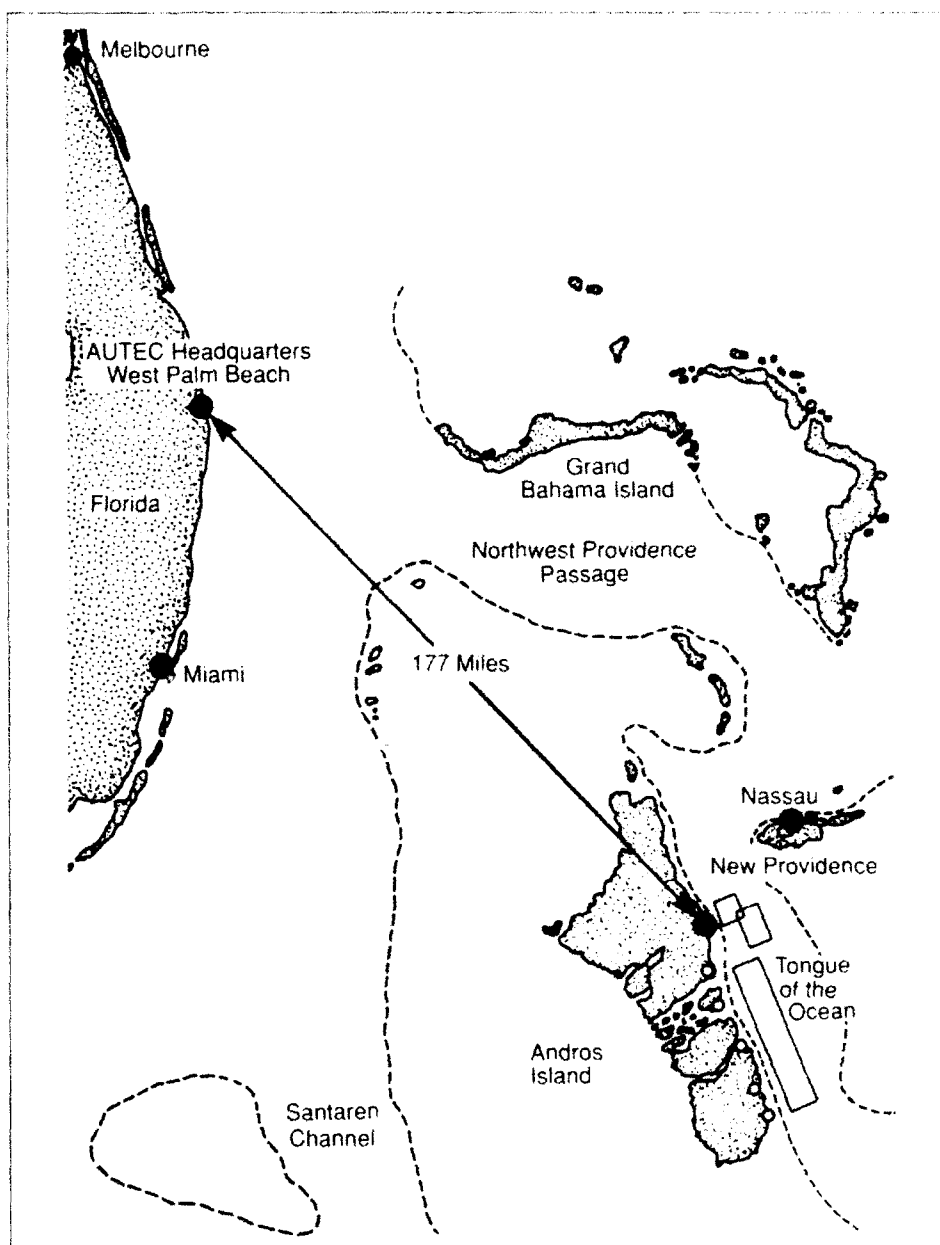 Melbourne
AUTEC Headquarters
West Palm Beach
Florida
Grand
Bahama Island
Northwest Providence
Passage
177 Miles
Miami
Nassau
New Providence
Tongue
of the
Ocean
Andros
Island
Santaren
Channel